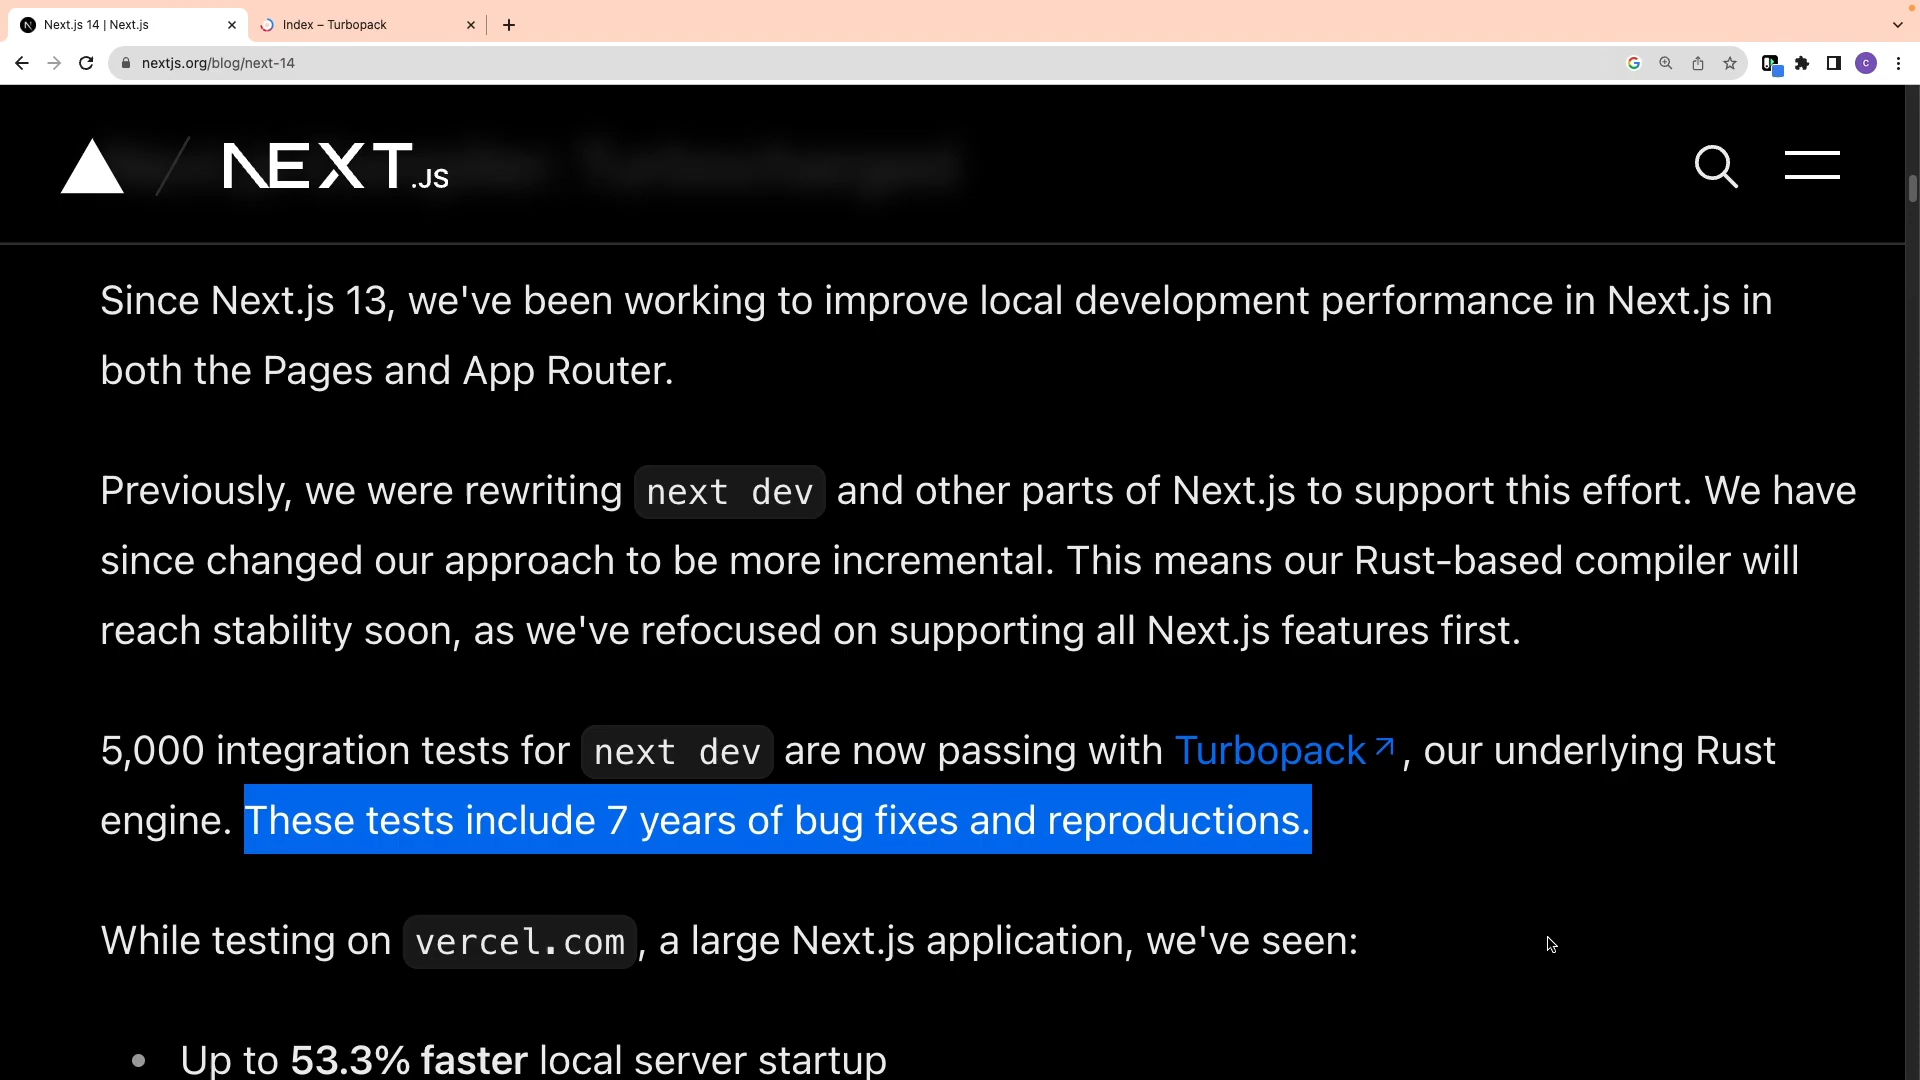 Next.js 14 | Next.js
Index – Turbopack
nextjs.org/blog/next-14
NEXT.JS
Since Next.js 13, we've been working to improve local development performance in Next.js in
both the Pages and App Router.
Previously, we were rewriting next dev and other parts of Next.js to support this effort. We have
since changed our approach to be more incremental. This means our Rust-based compiler will
reach stability soon, as we've refocused on supporting all Next.js features first.
5,000 integration tests for next dev are now passing with Turbopack↗, our underlying Rust
engine. These tests include 7 years of bug fixes and reproductions.
While testing on vercel.com, a large Next.js application, we've seen:
• Up to 53.3% faster local server startup